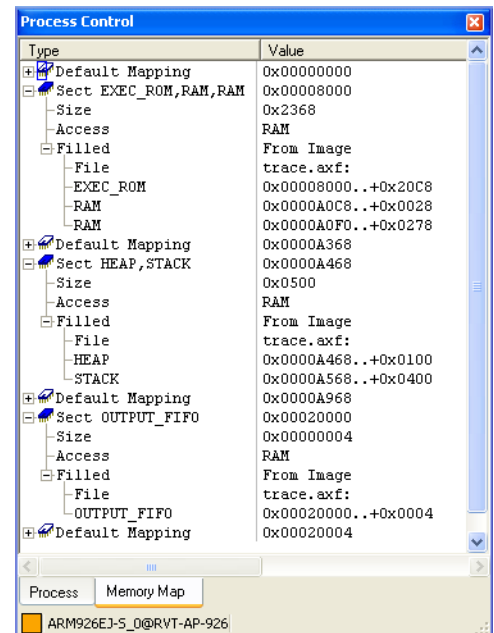 Process Control
Type Value
Default Mapping 0x00000000
Sect EXEC_ROM,RAM,RAM 0x00008000
Size 0x2368
Access RAM
Filled From Image
File trace.axf:
EXEC_ROM 0x00008000..+0x20C8
RAM 0x0000A0C8..+0x0028
RAM 0x0000A0F0..+0x0278
Default Mapping 0x0000A368
Sect HEAP,STACK 0x0000A468
Size 0x0500
Access RAM
Filled From Image
File trace.axf:
HEAP 0x0000A468..+0x0100
STACK 0x0000A568..+0x0400
Default Mapping 0x0000A968
Sect OUTPUT_FIFO 0x00020000
Size 0x00000004
Access RAM
Filled From Image
File trace.axf:
OUTPUT_FIFO 0x00020000..+0x0004
Default Mapping 0x00020004
Process Memory Map
ARM926EJ-S_0@RVT-AP-926